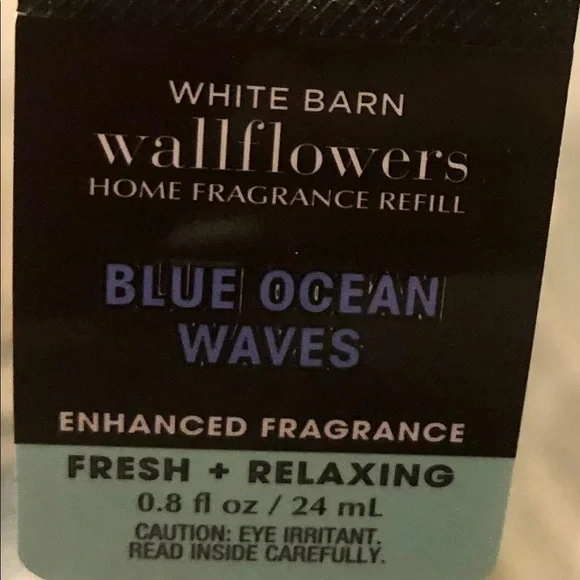 WHITE BARN
wallflowers
HOME FRAGRANCE REFILL
BLUE OCEAN
WAVES
ENHANCED FRAGRANCE
FRESH + RELAXING
0.8 fl oz / 24 mL
CAUTION: EYE IRRITANT.
READ INSIDE CAREFULLY.